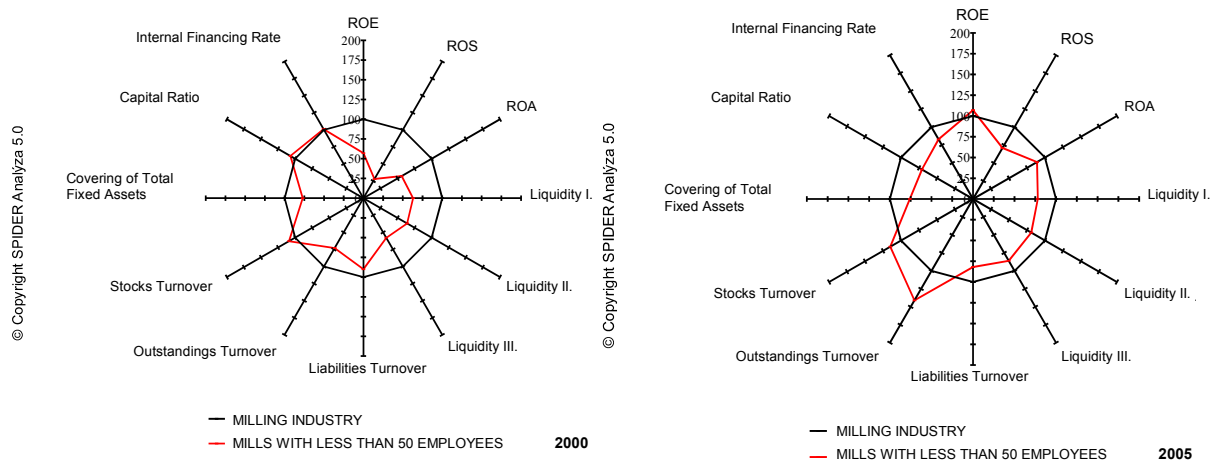 © Copyright SPIDER Analýza 5.0
ROE
200
175
150
125
100
75
50
25
Internal Financing Rate
ROS
Capital Ratio
ROA
Covering of Total
Fixed Assets
Liquidity I.
Stocks Turnover
Liquidity II.
Outstandings Turnover
Liquidity III.
Liabilities Turnover
MILLING INDUSTRY
MILLS WITH LESS THAN 50 EMPLOYEES
2000
© Copyright SPIDER Analýza 5.0
ROE
200
175
150
125
100
75
50
25
Internal Financing Rate
ROS
Capital Ratio
ROA
Covering of Total
Fixed Assets
Liquidity I.
Stocks Turnover
Liquidity II.
Outstandings Turnover
Liquidity III.
Liabilities Turnover
MILLING INDUSTRY
MILLS WITH LESS THAN 50 EMPLOYEES
2005